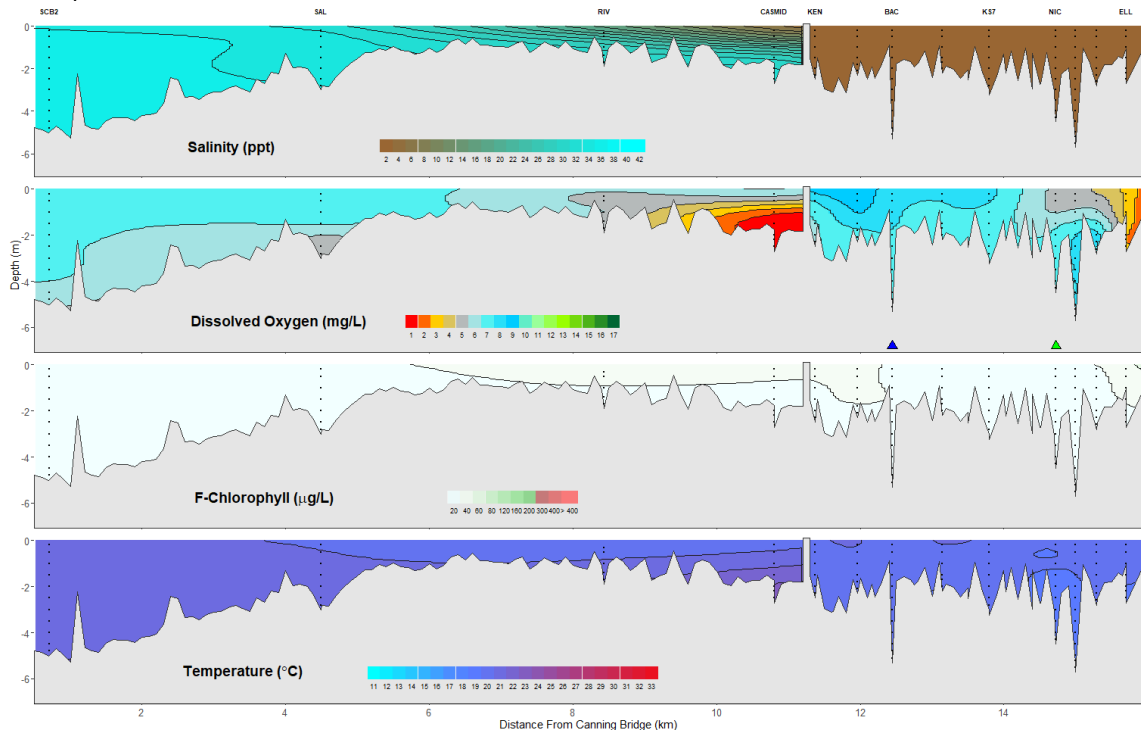 SCB2 SAL RIV CASMID KEN BAC KS7 NIC ELL
0
-2
-4
-6
Salinity (ppt)
2 4 6 8 10 12 14 16 18 20 22 24 26 28 30 32 34 36 38 40 42
0
-2
-4
-6
Depth (m)
Dissolved Oxygen (mg/L)
1 2 3 4 5 6 7 8 9 10 11 12 13 14 15 16 17
0
-2
-4
-6
F-Chlorophyll (µg/L)
20 40 60 80 120 160 200 300 400 > 400
0
-2
-4
-6
Temperature (°C)
11 12 13 14 15 16 17 18 19 20 21 22 23 24 25 26 27 28 29 30 31 32 33
2 4 6 8 10 12 14
Distance From Canning Bridge (km)